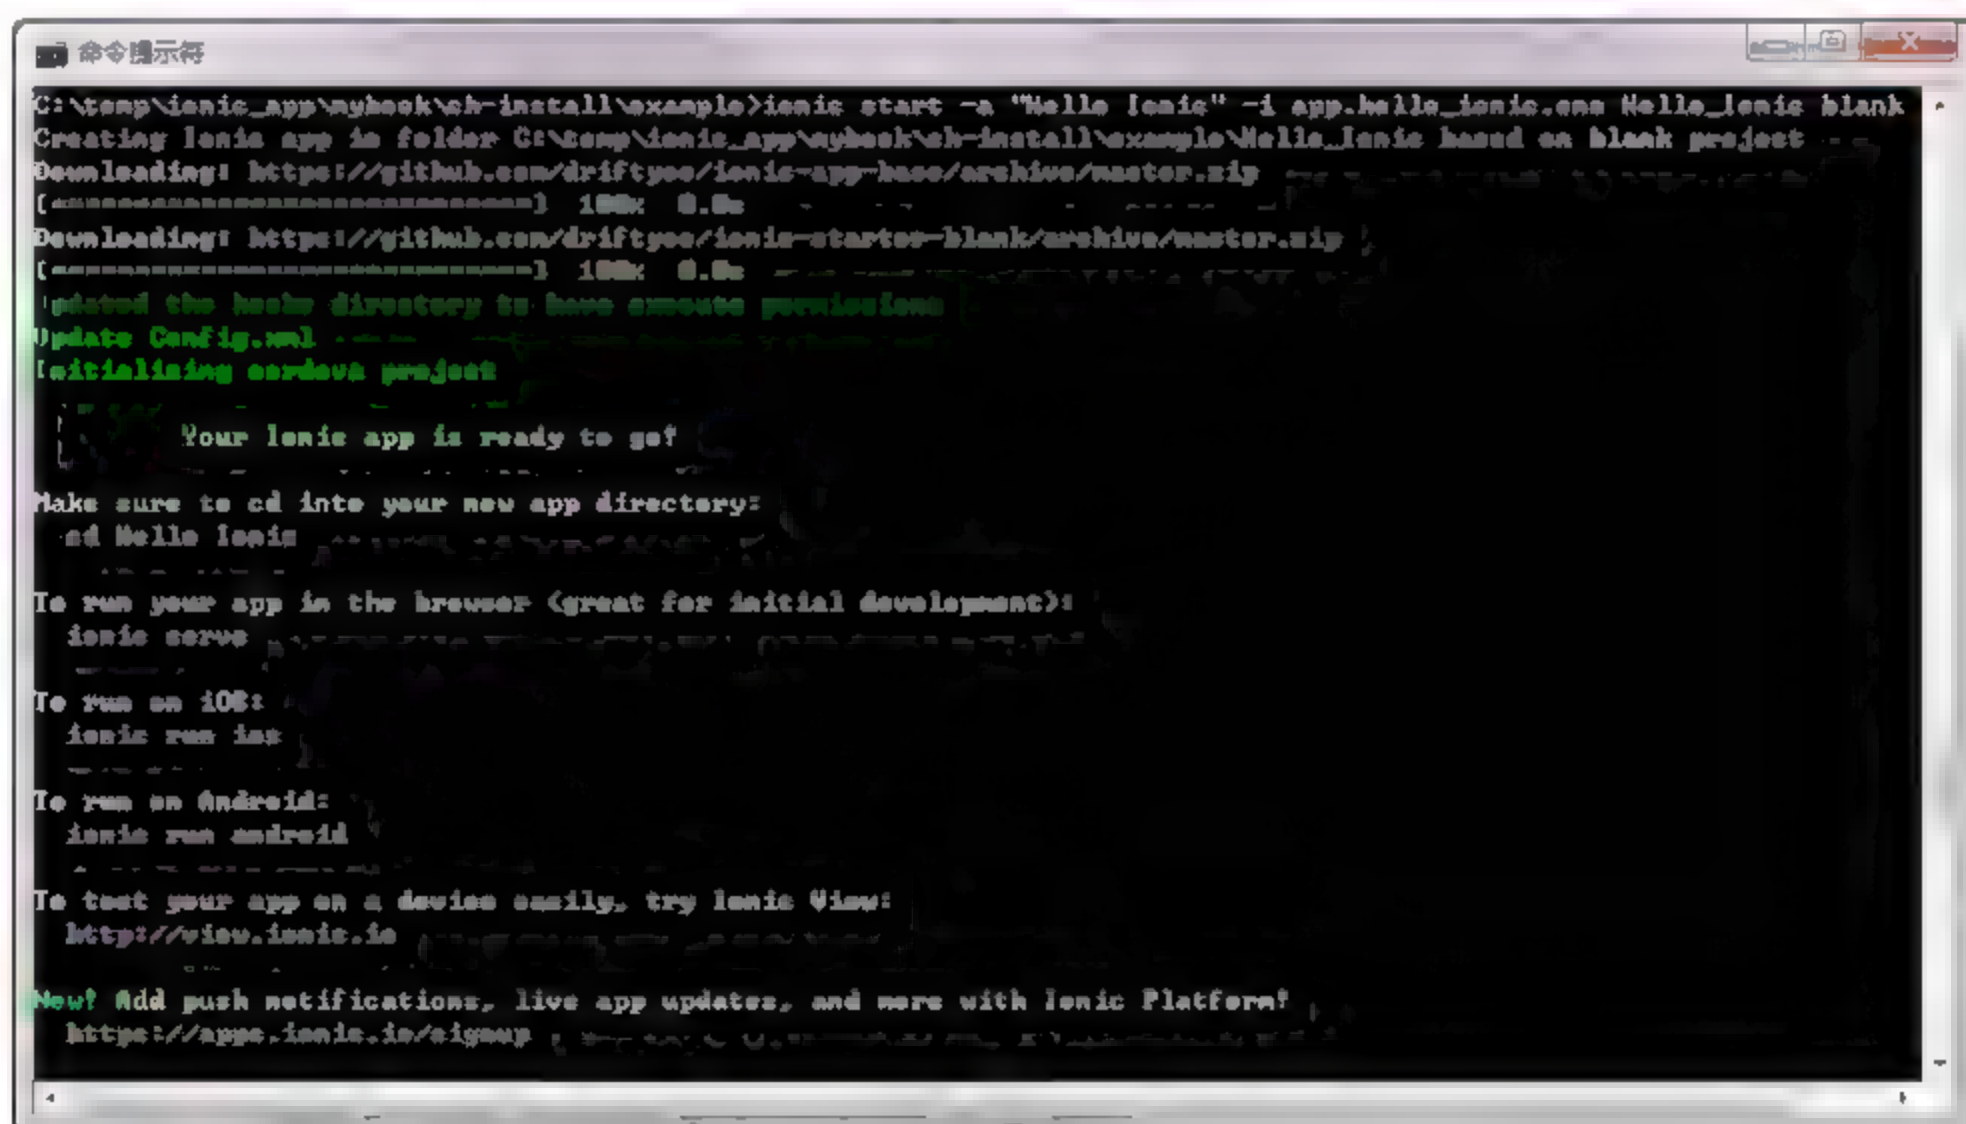 命令提示符
C:\temp\ionic_app\mybook\ch-install\example>ionic start -a "Hello Ionic" -i app.hello_ionic.ons Hello_Ionic blank
Creating Ionic app in folder C:\temp\ionic_app\mybook\ch-install\example\Hello_Ionic based on blank project
Downloading: https://github.com/driftyco/ionic-app-base/archive/master.zip
[=============================] 100% 0.0s
Downloading: https://github.com/driftyco/ionic-starter-blank/archive/master.zip
[=============================] 100% 0.0s
Updated the hooks directory to have execute permissions
Update Config.xml
Initializing cordova project
Your Ionic app is ready to go!
Make sure to cd into your new app directory:
cd Hello_Ionic
To run your app in the browser (great for initial development):
ionic serve
To run on iOS:
ionic run ios
To run on Android:
ionic run android
To test your app on a device easily, try Ionic View:
http://view.ionic.io
New! Add push notifications, live app updates, and more with Ionic Platform!
https://apps.ionic.io/signup